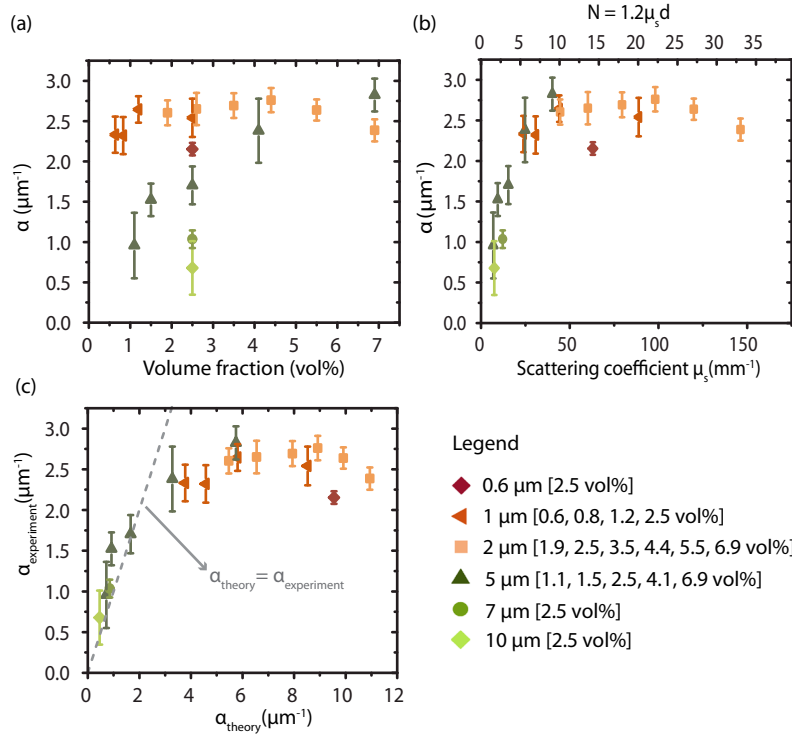 (a)
α (μm⁻¹)
3.0
2.5
2.0
1.5
1.0
0.5
0.0
0 1 2 3 4 5 6 7
Volume fraction (vol%)
(b)
N = 1.2μₛd
0 5 10 15 20 25 30 35
α(μm⁻¹)
3.0
2.5
2.0
1.5
1.0
0.5
0.0
0 50 100 150
Scattering coefficient μₛ(mm⁻¹)
(c)
α_experiment(μm⁻¹)
3.0
2.5
2.0
1.5
1.0
0.5
0.0
α_theory = α_experiment
0 2 4 6 8 10 12
α_theory(μm⁻¹)
Legend
0.6 μm [2.5 vol%]
1 μm [0.6, 0.8, 1.2, 2.5 vol%]
2 μm [1.9, 2.5, 3.5, 4.4, 5.5, 6.9 vol%]
5 μm [1.1, 1.5, 2.5, 4.1, 6.9 vol%]
7 μm [2.5 vol%]
10 μm [2.5 vol%]